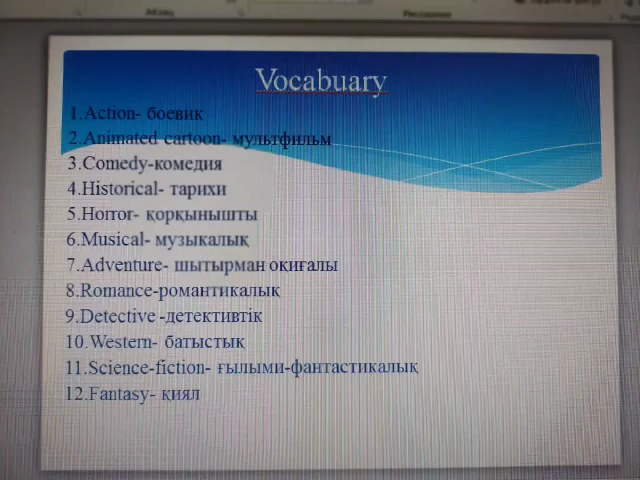 Абзац
Рисование
Vocabuary
1.Action- боевик
2.Animated cartoon- мультфильм
3.Comedy-комедия
4.Historical- тарихи
5.Horror- қорқынышты
6.Musical- музыкалық
7.Adventure- шытырман оқиғалы
8.Romance-романтикалық
9.Detective -детективтік
10.Western- батыстық
11.Science-fiction- ғылыми-фантастикалық
12.Fantasy- қиял